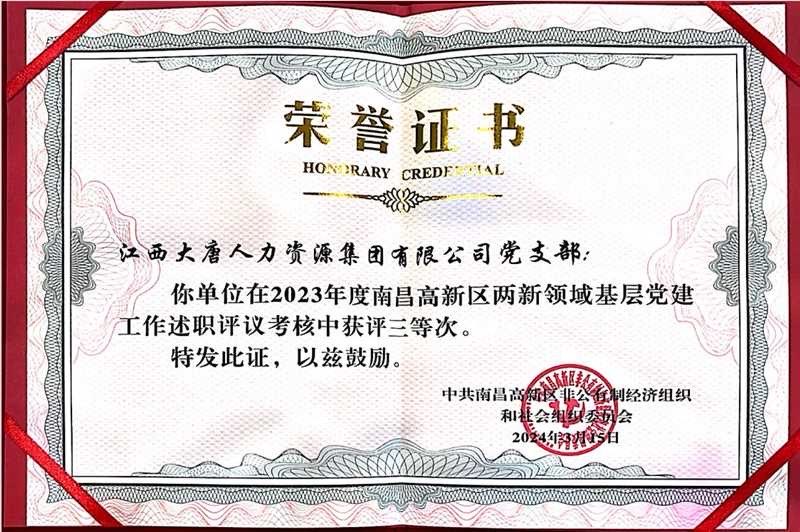 荣誉证书
HONORARY CREDENTIAL
江西大唐人力资源集团有限公司党支部：
你单位在2023年度南昌高新区两新领域基层党建
工作述职评议考核中获评三等次。
特发此证，以兹鼓励。
中共南昌高新区非公有制经济组织
和社会组织委员会
2024年3月15日